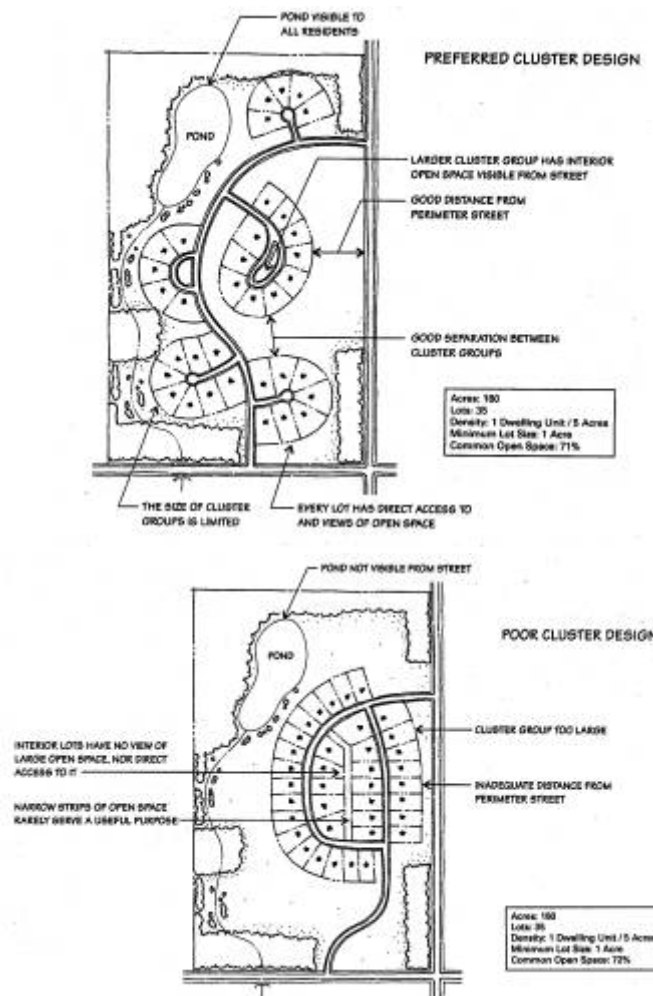 POND VISIBLE TO
ALL RESIDENTS
PREFERRED CLUSTER DESIGN
POND
LARGER CLUSTER GROUP HAS INTERIOR
OPEN SPACE VISIBLE FROM STREET
GOOD DISTANCE FROM
PERIMETER STREET
GOOD SEPARATION BETWEEN
CLUSTER GROUPS
Acres: 160
Lots: 35
Density: 1 Dwelling Unit / 5 Acres
Minimum Lot Size: 1 Acre
Common Open Space: 71%
THE SIZE OF CLUSTER
GROUPS IS LIMITED
EVERY LOT HAS DIRECT ACCESS TO
AND VIEWS OF OPEN SPACE
POND NOT VISIBLE FROM STREET
POOR CLUSTER DESIGN
POND
CLUSTER GROUP TOO LARGE
INTERIOR LOTS HAVE NO VIEW OF
LARGE OPEN SPACE, NOR DIRECT
ACCESS TO IT
INADEQUATE DISTANCE FROM
PERIMETER STREET
NARROW STRIPS OF OPEN SPACE
RARELY SERVE A USEFUL PURPOSE
Acres: 160
Lots: 35
Density: 1 Dwelling Unit / 5 Acres
Minimum Lot Size: 1 Acre
Common Open Space: 72%